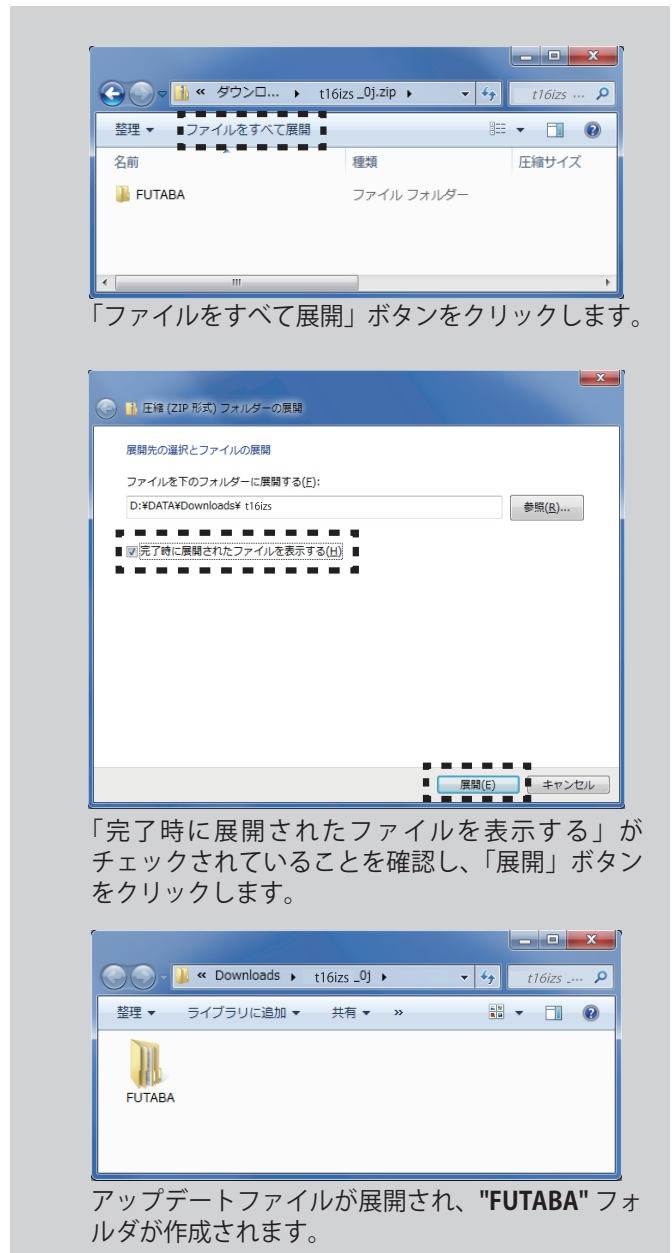 « ダウンロ... ▸ t16izs _0j.zip ▸ t16izs ...
整理 ▼ ファイルをすべて展開
名前 種類 圧縮サイズ
FUTABA ファイル フォルダー
「ファイルをすべて展開」ボタンをクリックします。
圧縮 (ZIP 形式) フォルダーの展開
展開先の選択とファイルの展開
ファイルを下のフォルダーに展開する(F):
D:¥DATA¥Downloads¥ t16izs 参照(R)...
完了時に展開されたファイルを表示する(H)
展開(E) キャンセル
「完了時に展開されたファイルを表示する」が
チェックされていることを確認し、「展開」ボタン
をクリックします。
« Downloads ▸ t16izs _0j ▸ t16izs _...
整理 ▼ ライブラリに追加 ▼ 共有 ▼ »
FUTABA
アップデートファイルが展開され、"FUTABA" フォ
ルダが作成されます。